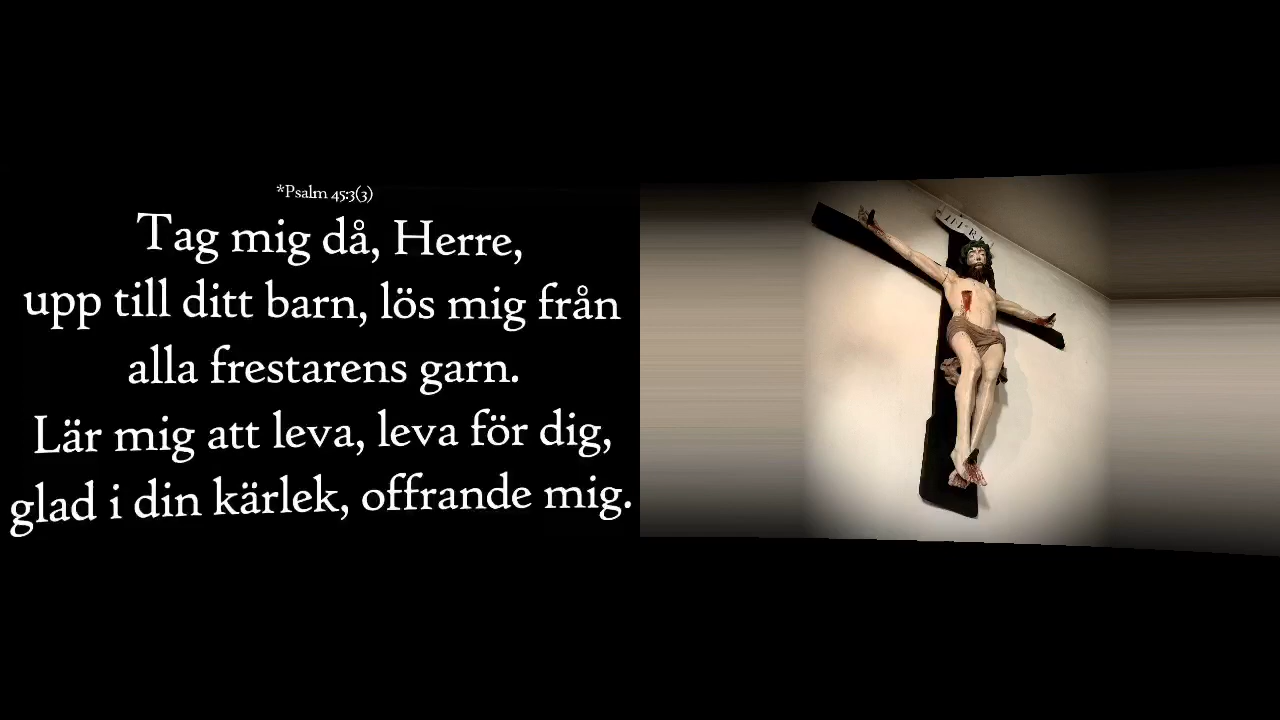 *Psalm 45:3(3)
Tag mig då, Herre,
upp till ditt barn, lös mig från
alla frestarens garn.
Lär mig att leva, leva för dig,
glad i din kärlek, offrande mig.